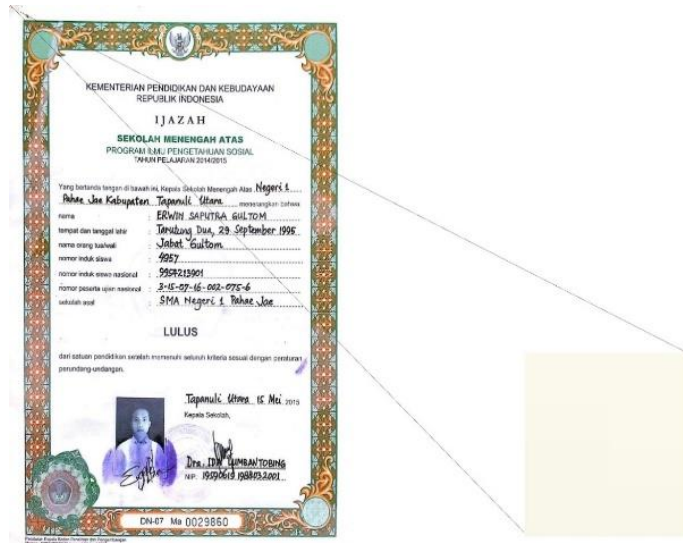 KEMENTERIAN PENDIDIKAN DAN KEBUDAYAAN
REPUBLIK INDONESIA
IJAZAH
SEKOLAH MENENGAH ATAS
PROGRAM ILMU PENGETAHUAN SOSIAL
TAHUN PELAJARAN 2014/2015
Yang bertanda tangan di bawah ini, Kepala Sekolah Menengah Atas Negeri 1
Pahae Jae Kabupaten Tapanuli Utara menerangkan bahwa
nama : ERWIN SAPUTRA GULTOM
tempat dan tanggal lahir : Tarutung Dua, 29 September 1995
nama orang tua/wali : Jabat Gultom
nomor induk siswa : 4957
nomor induk siswa nasional : 9954213901
nomor peserta ujian nasional : 3-15-07-16-002-075-6
sekolah asal : SMA Negeri 1 Pahae Jae
LULUS
dari satuan pendidikan setelah memenuhi seluruh kriteria sesuai dengan peraturan
perundang-undangan.
Tapanuli Utara 15 Mei 2015
Kepala Sekolah,
Dra. IDA LUMBANTOBING
NIP. 19590619 1988032001
DN-07 Ma 0029860